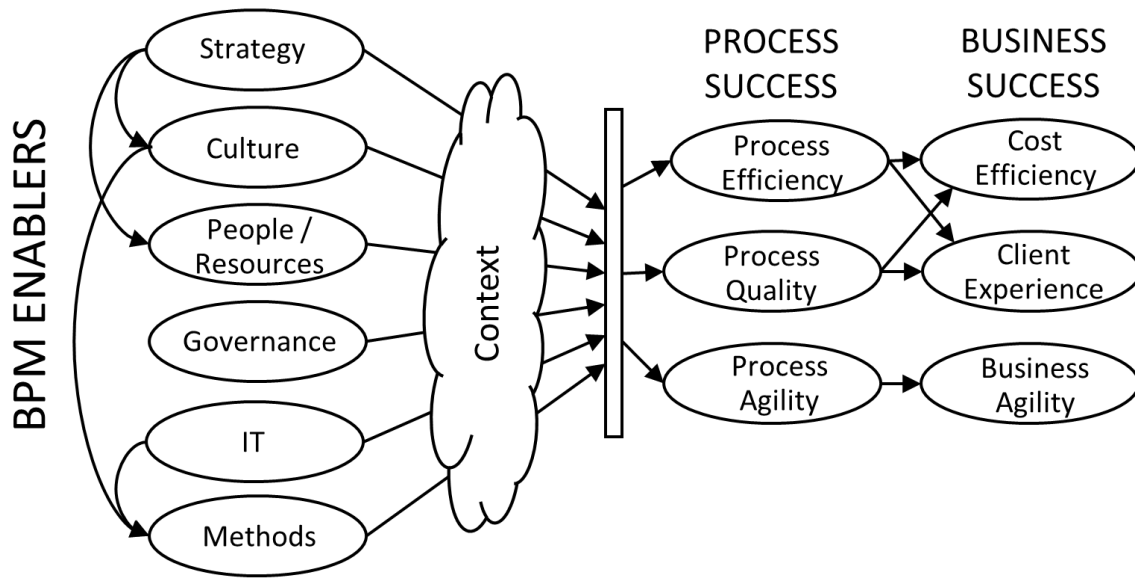 BPM ENABLERS
Strategy
Culture
People /
Resources
Governance
IT
Methods
Context
PROCESS
SUCCESS
Process
Efficiency
Process
Quality
Process
Agility
BUSINESS
SUCCESS
Cost
Efficiency
Client
Experience
Business
Agility